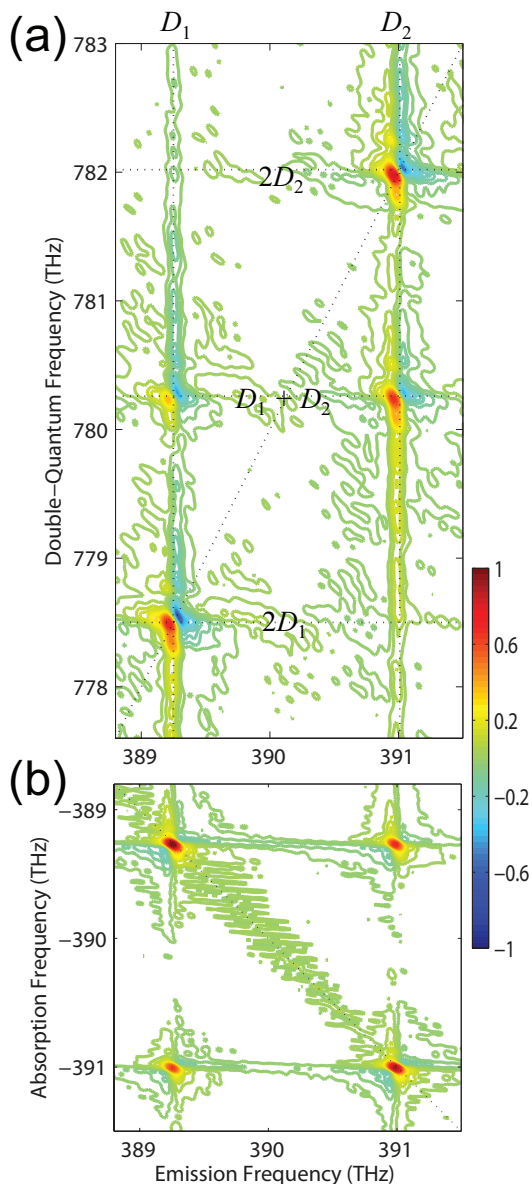 (a)
D₁ D₂
783
782
781
780
779
778
Double−Quantum Frequency (THz)
2D₂
D₁ + D₂
2D₁
389 390 391
1
0.6
0.2
−0.2
−0.6
−1
(b)
−389
−390
−391
Absorption Frequency (THz)
389 390 391
Emission Frequency (THz)